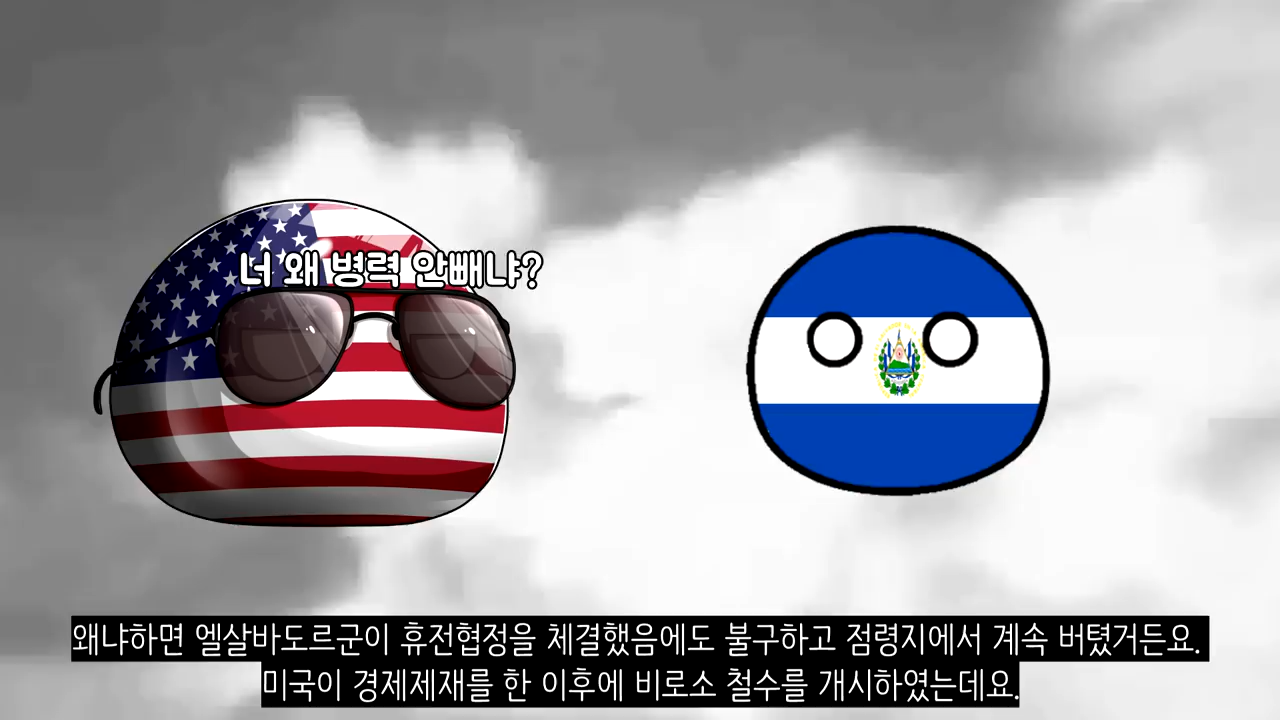 너 왜 병력 안빼냐?
왜냐하면 엘살바도르군이 휴전협정을 체결했음에도 불구하고 점령지에서 계속 버텼거든요.
미국이 경제제재를 한 이후에 비로소 철수를 개시하였는데요.